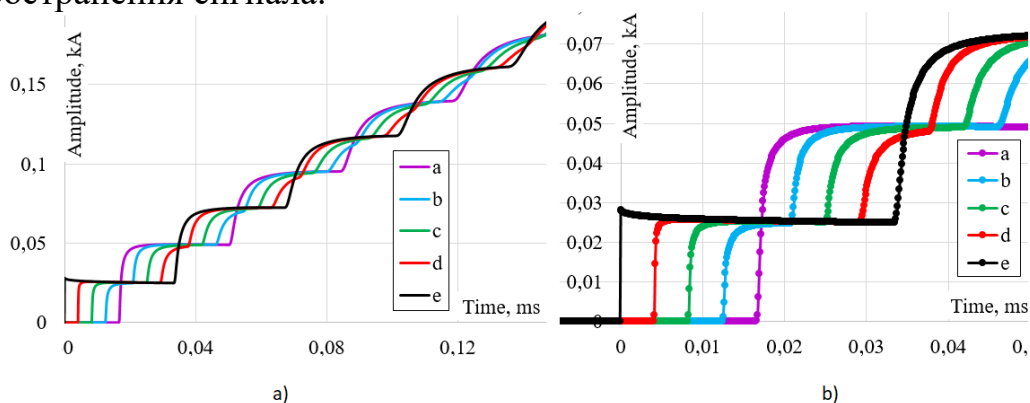 остранения сигнала.
Amplitude, kA
0,15
0,1
0,05
0
a
b
c
d
e
Time, ms
0 0,04 0,08 0,12
a)
Amplitude, kA
0,07
0,06
0,05
0,04
0,03
0,02
0,01
0
a
b
c
d
e
Time, ms
0 0,01 0,02 0,03 0,04
b)